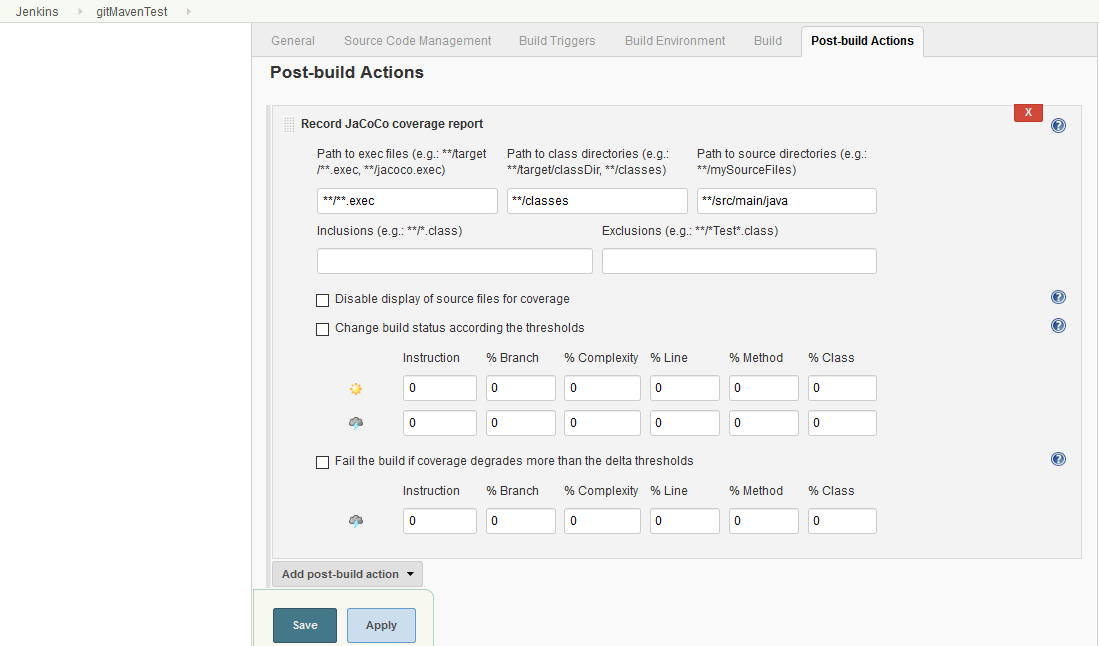 Jenkins gitMavenTest
General Source Code Management Build Triggers Build Environment Build Post-build Actions
Post-build Actions
X
Record JaCoCo coverage report
Path to exec files (e.g.: **/target
/**.exec, **/jacoco.exec)
Path to class directories (e.g.:
**/target/classDir, **/classes)
Path to source directories (e.g.:
**/mySourceFiles)
**/**.exec **/classes **/src/main/java
Inclusions (e.g.: **/*.class) Exclusions (e.g.: **/*Test*.class)
Disable display of source files for coverage
Change build status according the thresholds
Instruction % Branch % Complexity % Line % Method % Class
0 0 0 0 0 0
0 0 0 0 0 0
Fail the build if coverage degrades more than the delta thresholds
Instruction % Branch % Complexity % Line % Method % Class
0 0 0 0 0 0
Add post-build action
Save Apply